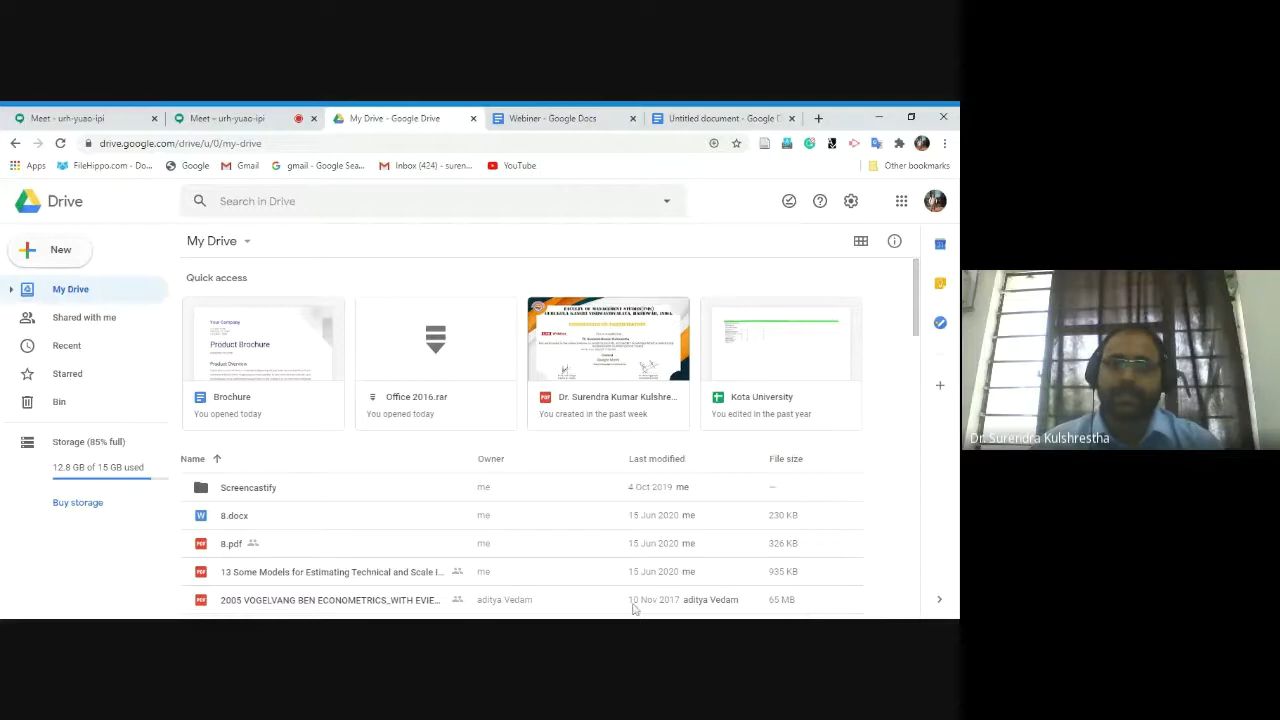 Meet - urh-yuao-ipi
Meet – urh-yuao-ipi
My Drive - Google Drive
Webiner - Google Docs
Untitled document - Google D
drive.google.com/drive/u/0/my-drive
Apps
FileHippo.com - Do...
Google
Gmail
gmail - Google Sea...
Inbox (424) - suren...
YouTube
Other bookmarks
Drive
Search in Drive
New
My Drive
My Drive
Shared with me
Recent
Starred
Bin
Storage (85% full)
12.8 GB of 15 GB used
Buy storage
Quick access
Your Company
Product Brochure
Product Overview
Brochure
You opened today
Office 2016.rar
You opened today
Dr. Surendra Kumar Kulshre...
You created in the past week
Kota University
You edited in the past year
Name
Owner
Last modified
File size
Screencastify
me
4 Oct 2019 me
—
8.docx
me
15 Jun 2020 me
230 KB
8.pdf
me
15 Jun 2020 me
326 KB
13 Some Models for Estimating Technical and Scale I...
me
15 Jun 2020 me
935 KB
2005 VOGELVANG BEN ECONOMETRICS_WITH EVIE...
aditya Vedam
10 Nov 2017 aditya Vedam
65 MB
Dr. Surendra Kulshrestha